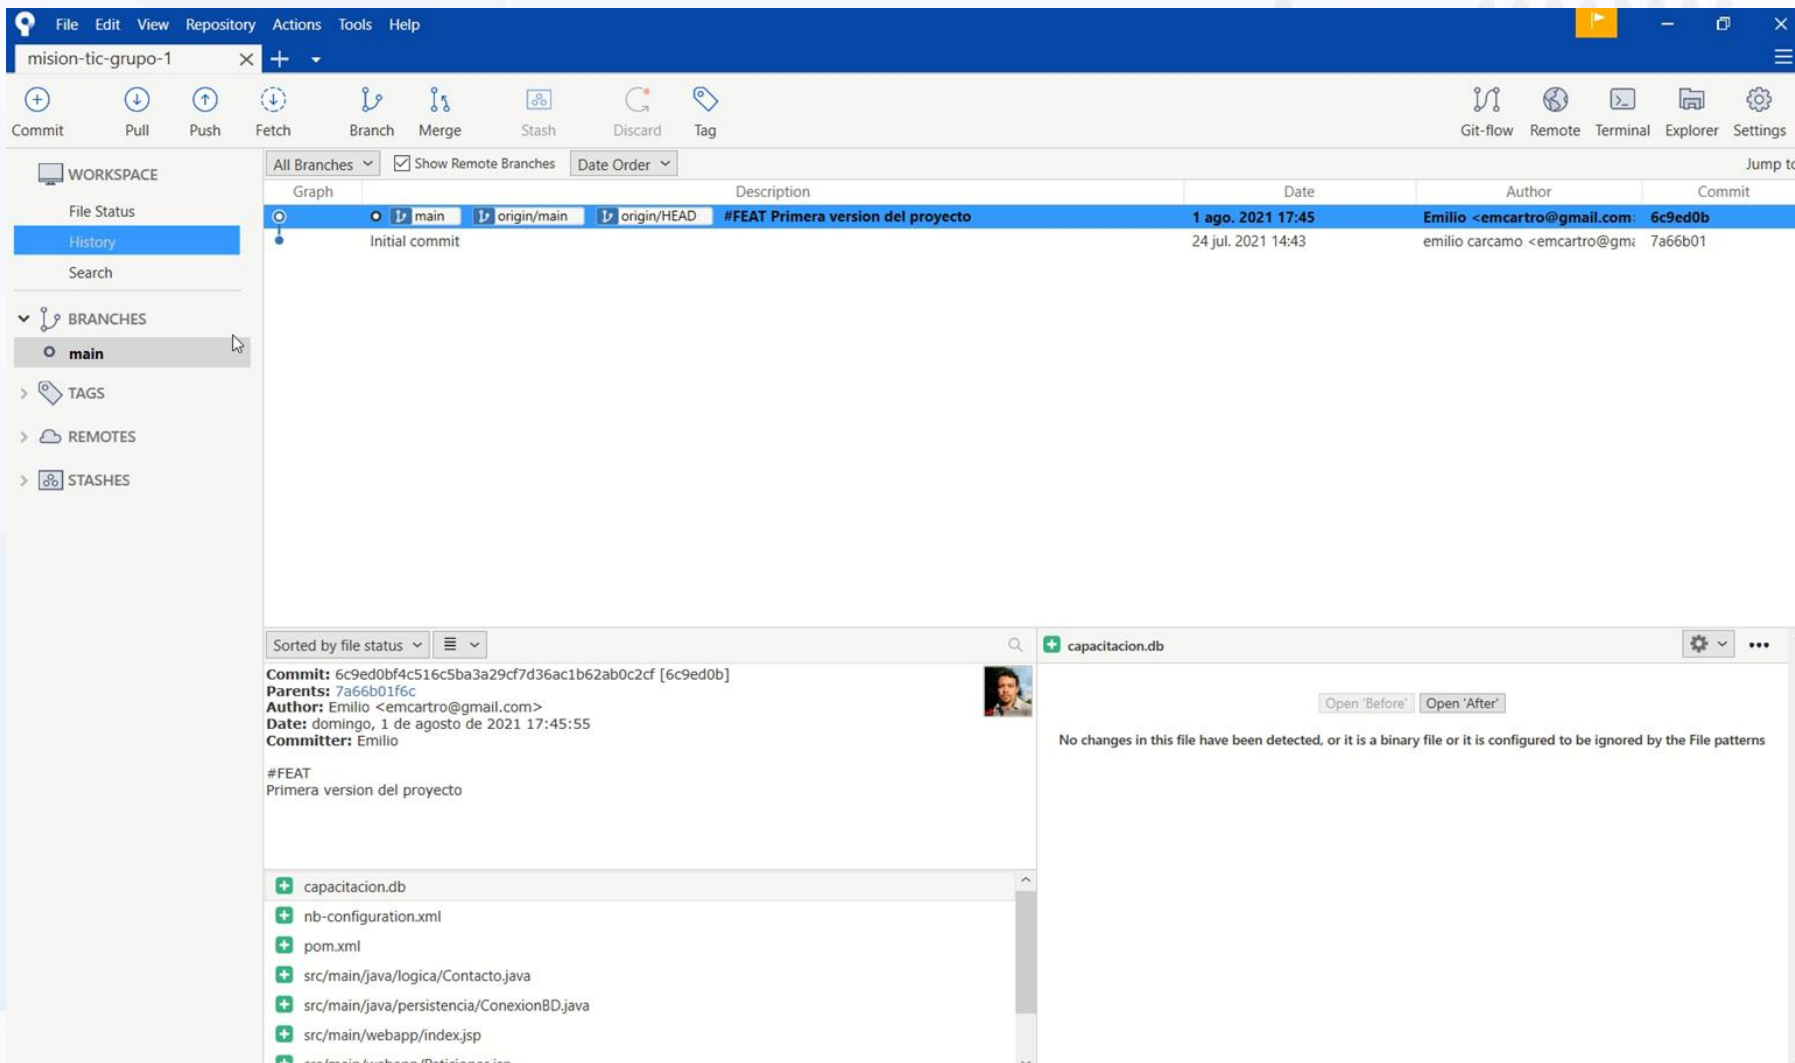 File Edit View Repository Actions Tools Help
mision-tic-grupo-1
Commit Pull Push Fetch Branch Merge Stash Discard Tag Git-flow Remote Terminal Explorer Settings
WORKSPACE
File Status
History
Search
BRANCHES
main
TAGS
REMOTES
STASHES
All Branches Show Remote Branches Date Order Jump to
Graph Description Date Author Commit
main origin/main origin/HEAD #FEAT Primera version del proyecto 1 ago. 2021 17:45 Emilio <emcartro@gmail.com 6c9ed0b
Initial commit 24 jul. 2021 14:43 emilio carcamo <emcartro@gma 7a66b01
Sorted by file status
Commit: 6c9ed0bf4c516c5ba3a29cf7d36ac1b62ab0c2cf [6c9ed0b]
Parents: 7a66b01f6c
Author: Emilio <emcartro@gmail.com>
Date: domingo, 1 de agosto de 2021 17:45:55
Committer: Emilio
#FEAT
Primera version del proyecto
capacitacion.db
nb-configuration.xml
pom.xml
src/main/java/logica/Contacto.java
src/main/java/persistencia/ConexionBD.java
src/main/webapp/index.jsp
capacitacion.db
Open 'Before' Open 'After'
No changes in this file have been detected, or it is a binary file or it is configured to be ignored by the File patterns